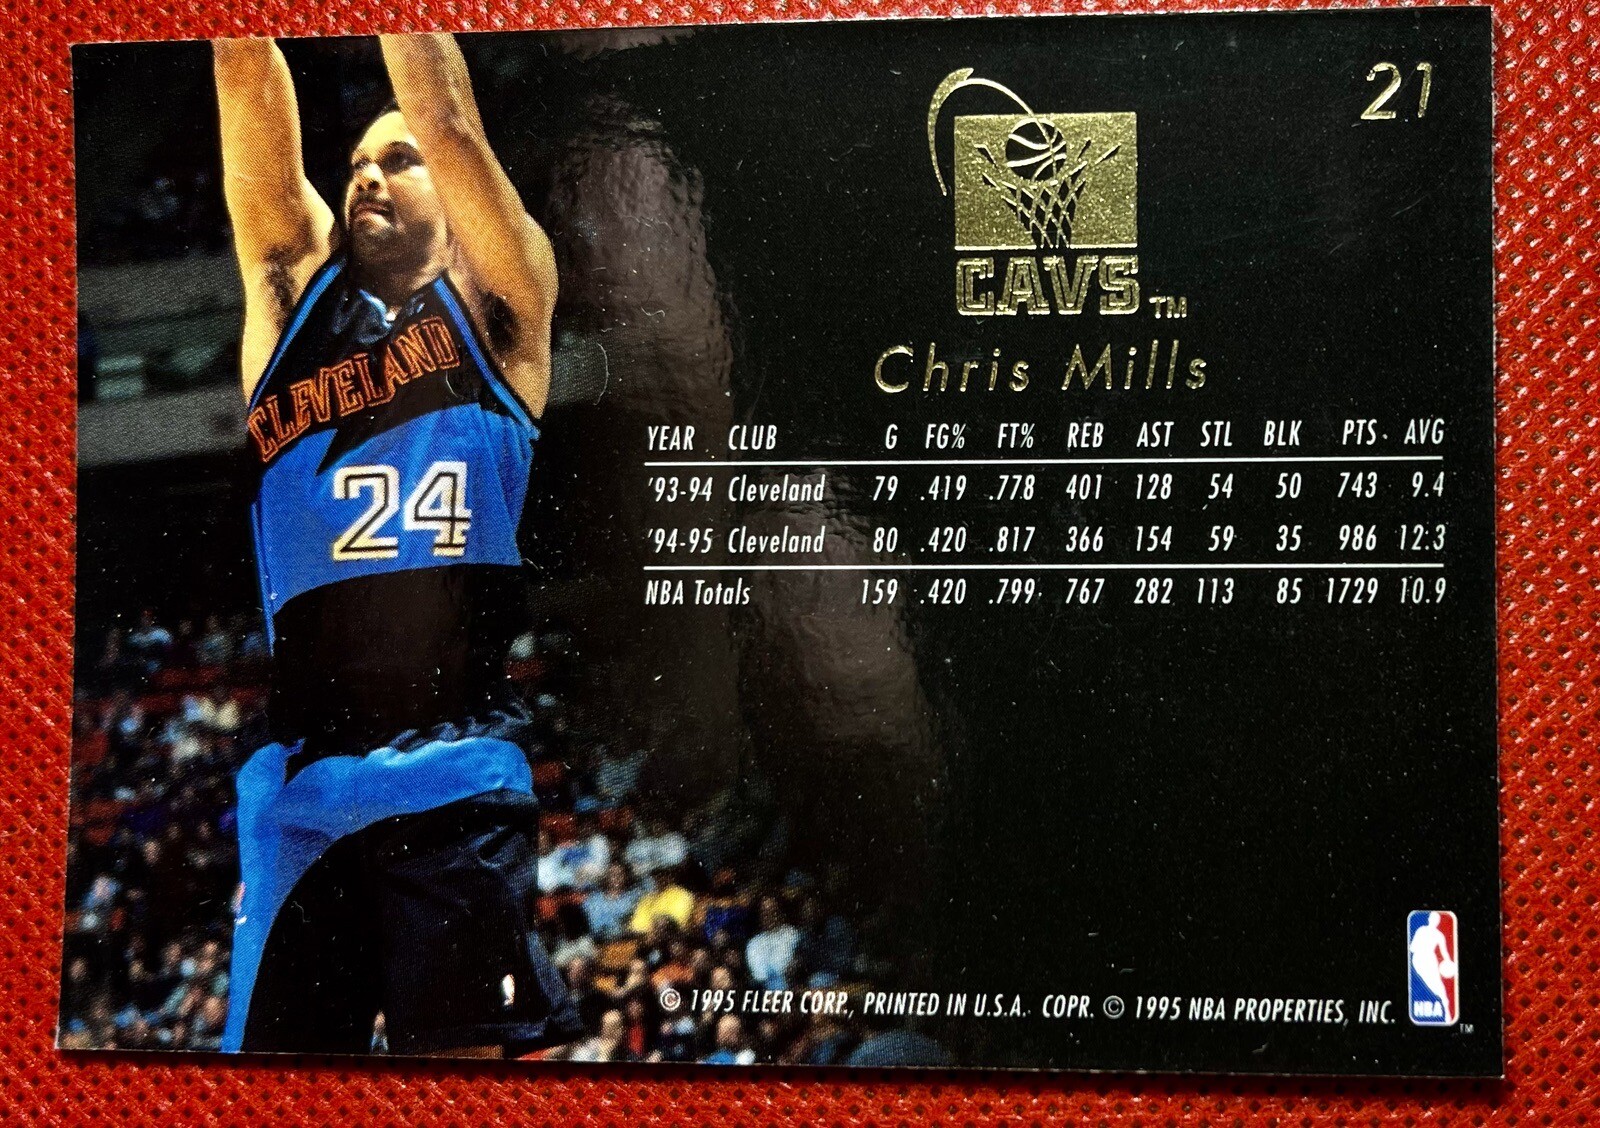 21
CAVS TM
Chris Mills
CLEVELAND
24
YEAR CLUB G FG% FT% REB AST STL BLK PTS AVG
'93-94 Cleveland 79 .419 .778 401 128 54 50 743 9.4
'94-95 Cleveland 80 .420 .817 366 154 59 35 986 12.3
NBA Totals 159 .420 .799 767 282 113 85 1729 10.9
© 1995 FLEER CORP., PRINTED IN U.S.A. COPR. © 1995 NBA PROPERTIES, INC.
NBA TM